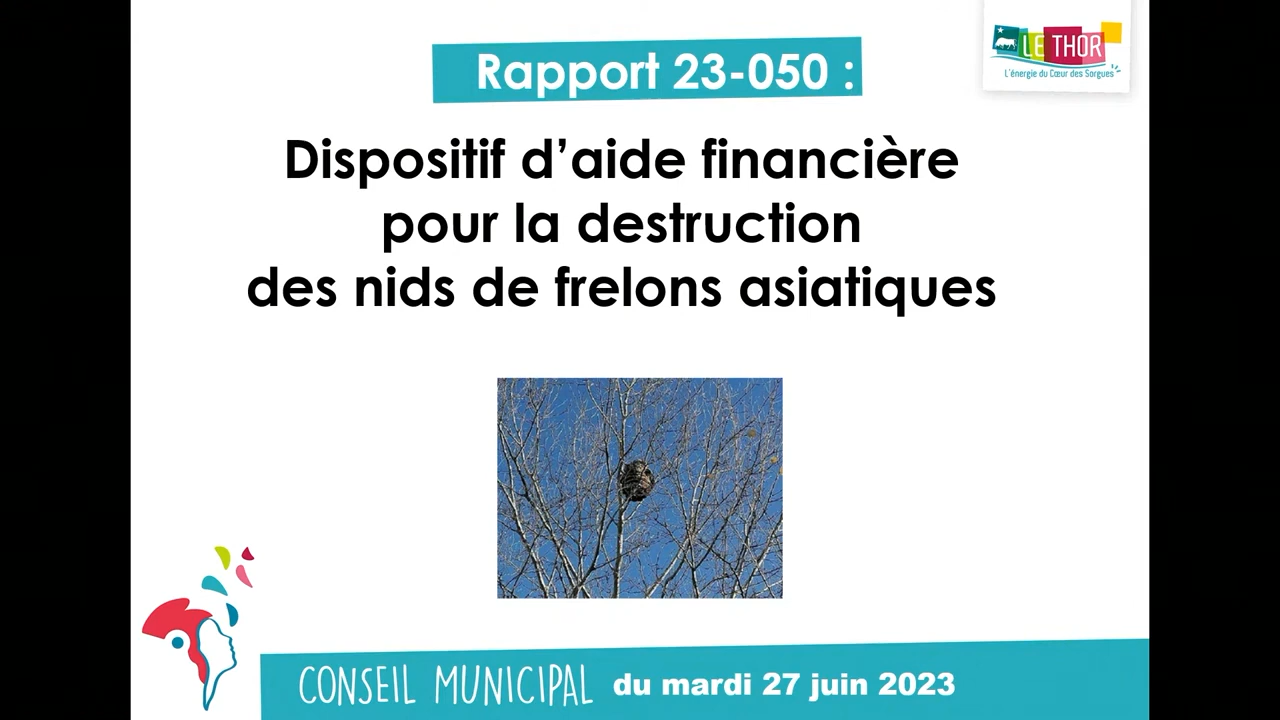 Rapport 23-050 :
LE THOR
L'énergie du Cœur des Sorgues
Dispositif d’aide financière
pour la destruction
des nids de frelons asiatiques
CONSEIL MUNICIPAL du mardi 27 juin 2023